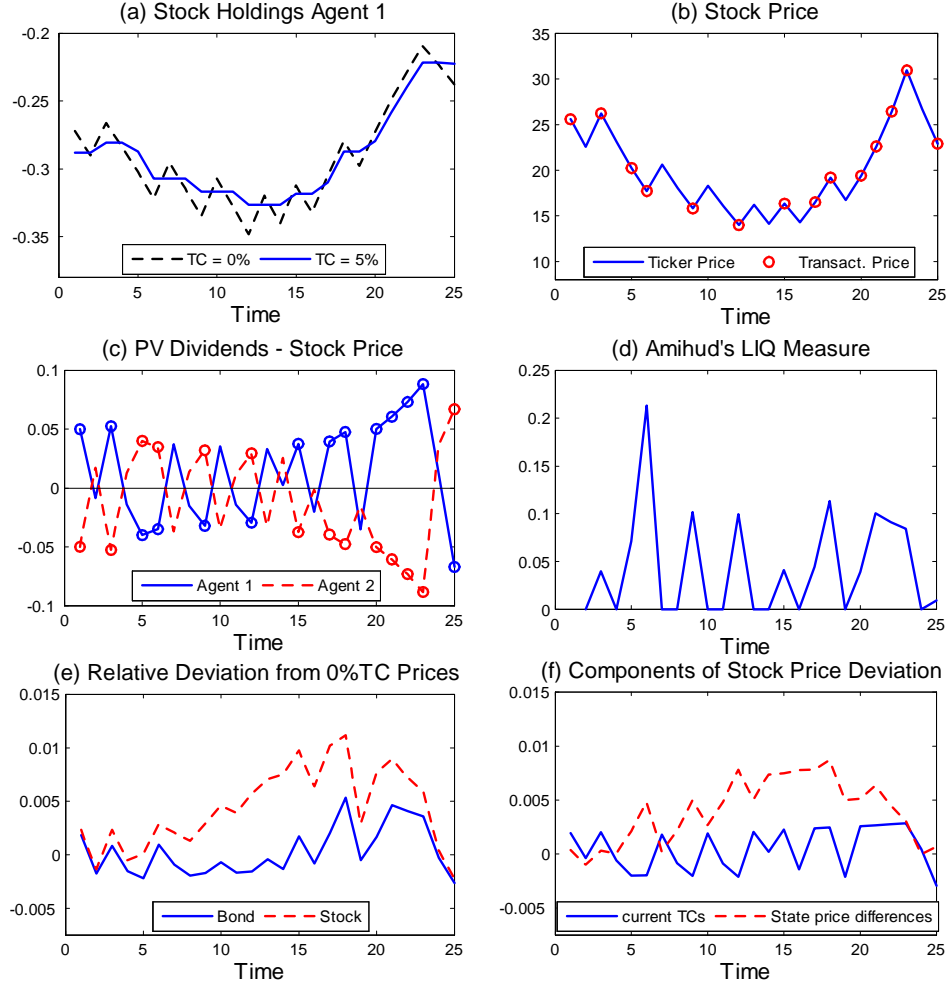 (a) Stock Holdings Agent 1
-0.2
-0.25
-0.3
-0.35
0 5 10 15 20 25
TC = 0% TC = 5%
Time
(b) Stock Price
35
30
25
20
15
10
0 5 10 15 20 25
Ticker Price Transact. Price
Time
(c) PV Dividends - Stock Price
0.1
0.05
0
-0.05
-0.1
0 5 10 15 20 25
Agent 1 Agent 2
Time
(d) Amihud's LIQ Measure
0.25
0.2
0.15
0.1
0.05
0
0 5 10 15 20 25
Time
(e) Relative Deviation from 0%TC Prices
0.015
0.01
0.005
0
-0.005
0 5 10 15 20 25
Bond Stock
Time
(f) Components of Stock Price Deviation
0.015
0.01
0.005
0
-0.005
0 5 10 15 20 25
current TCs State price differences
Time